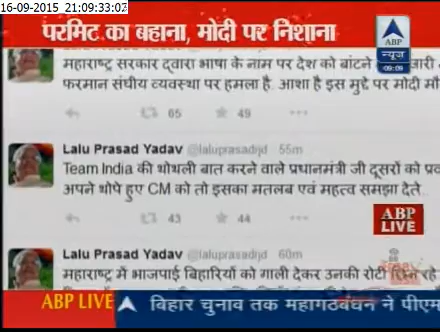 16-09-2015 21:09:33:07
परमिट का बहाना, मोदी पर निशाना
ABP
न्यूज़
महाराष्ट्र सरकार द्वारा भाषा के नाम पर देश को बांटने
फरमान संघीय व्यवस्था पर हमला है. आशा है इस मुद्दे पर मोदी
65 49
Lalu Prasad Yadav @laluprasadrjd 55m
Team India की थोथली बात करने वाले प्रधानमंत्री जी दूसरों को
अपने थोपे हुए CM को तो इसका मतलब एवं महत्व समझा देते
43 44
ABP
LIVE
Lalu Prasad Yadav @laluprasadrjd 60m
महाराष्ट्र में भाजपाई बिहारियों को गाली देकर उनकी रोटी छिन रहे
ABP LIVE बिहार चुनाव तक महागठबंधन ने